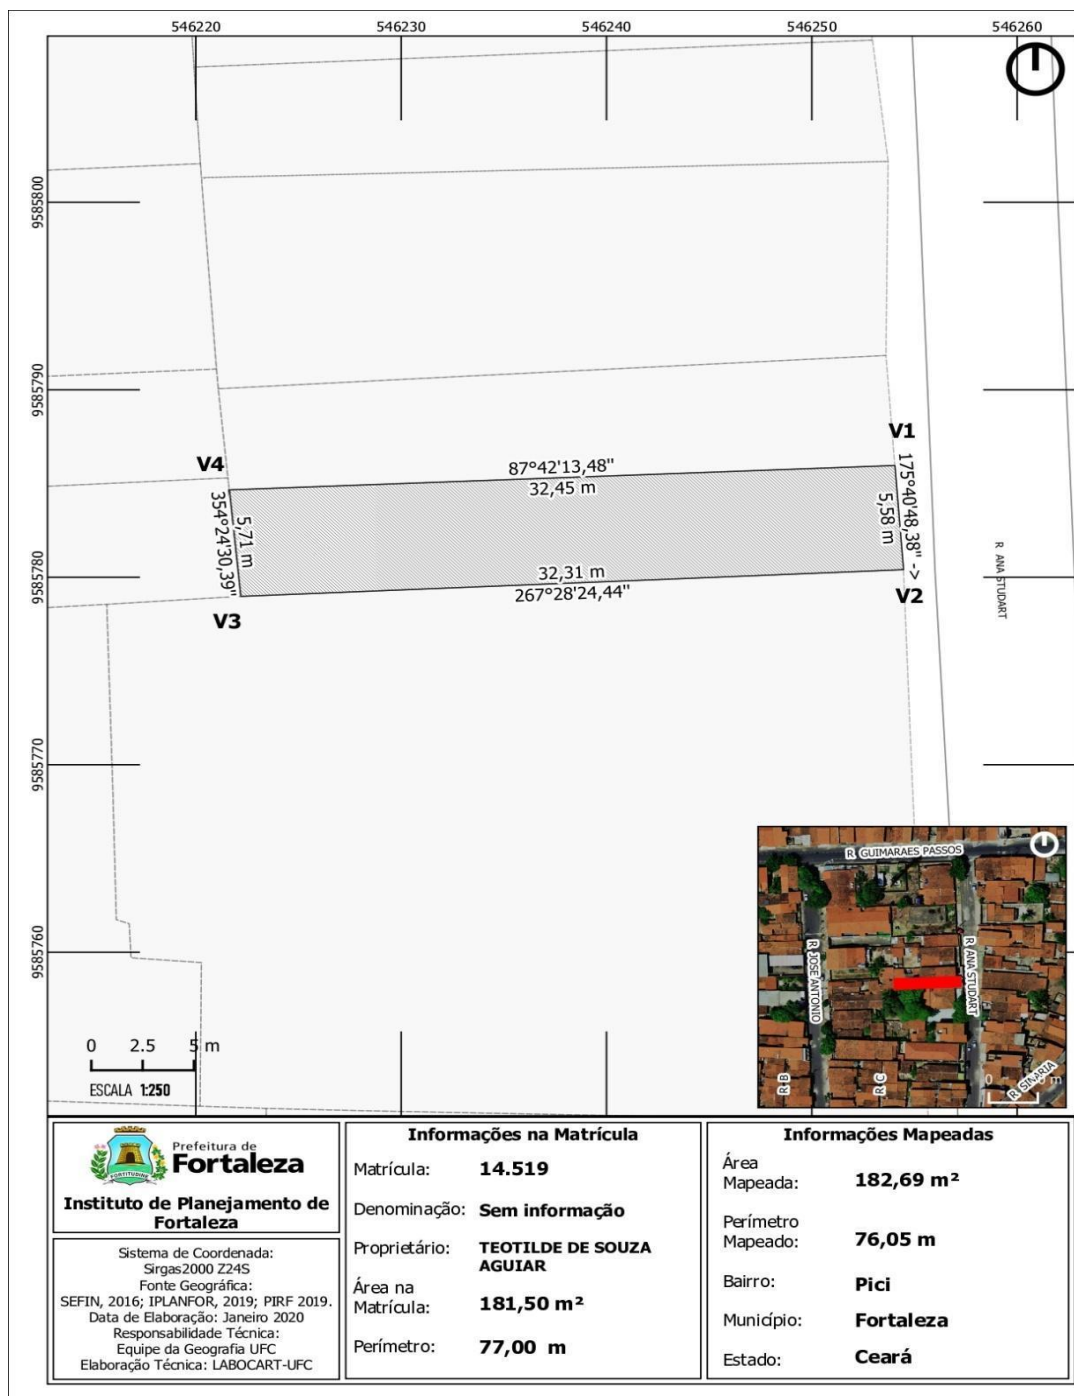 546220 546230 546240 546250 546260
9585800
9585790
9585780
9585770
9585760
V1
V4
87°42'13,48"
32,45 m
175°40'48,38" ->
5,58 m
354°24'30,39"
5,71 m
32,31 m
267°28'24,44"
V2
V3
R ANA STUDART
R. GUIMARAES PASSOS
R. JOSE ANTONIO
R. ANA STUDART
R. B
R. C
R. SINARIA
0 m
0 2.5 5 m
ESCALA 1:250
FORTITUDINE
Prefeitura de
Fortaleza
Instituto de Planejamento de
Fortaleza
Sistema de Coordenada:
Sirgas2000 Z24S
Fonte Geográfica:
SEFIN, 2016; IPLANFOR, 2019; PIRF 2019.
Data de Elaboração: Janeiro 2020
Responsabilidade Técnica:
Equipe da Geografia UFC
Elaboração Técnica: LABOCART-UFC
Informações na Matrícula
Matrícula: 14.519
Denominação: Sem informação
Proprietário: TEOTILDE DE SOUZA
AGUIAR
Área na
Matrícula: 181,50 m²
Perímetro: 77,00 m
Informações Mapeadas
Área
Mapeada: 182,69 m²
Perímetro
Mapeado: 76,05 m
Bairro: Pici
Município: Fortaleza
Estado: Ceará